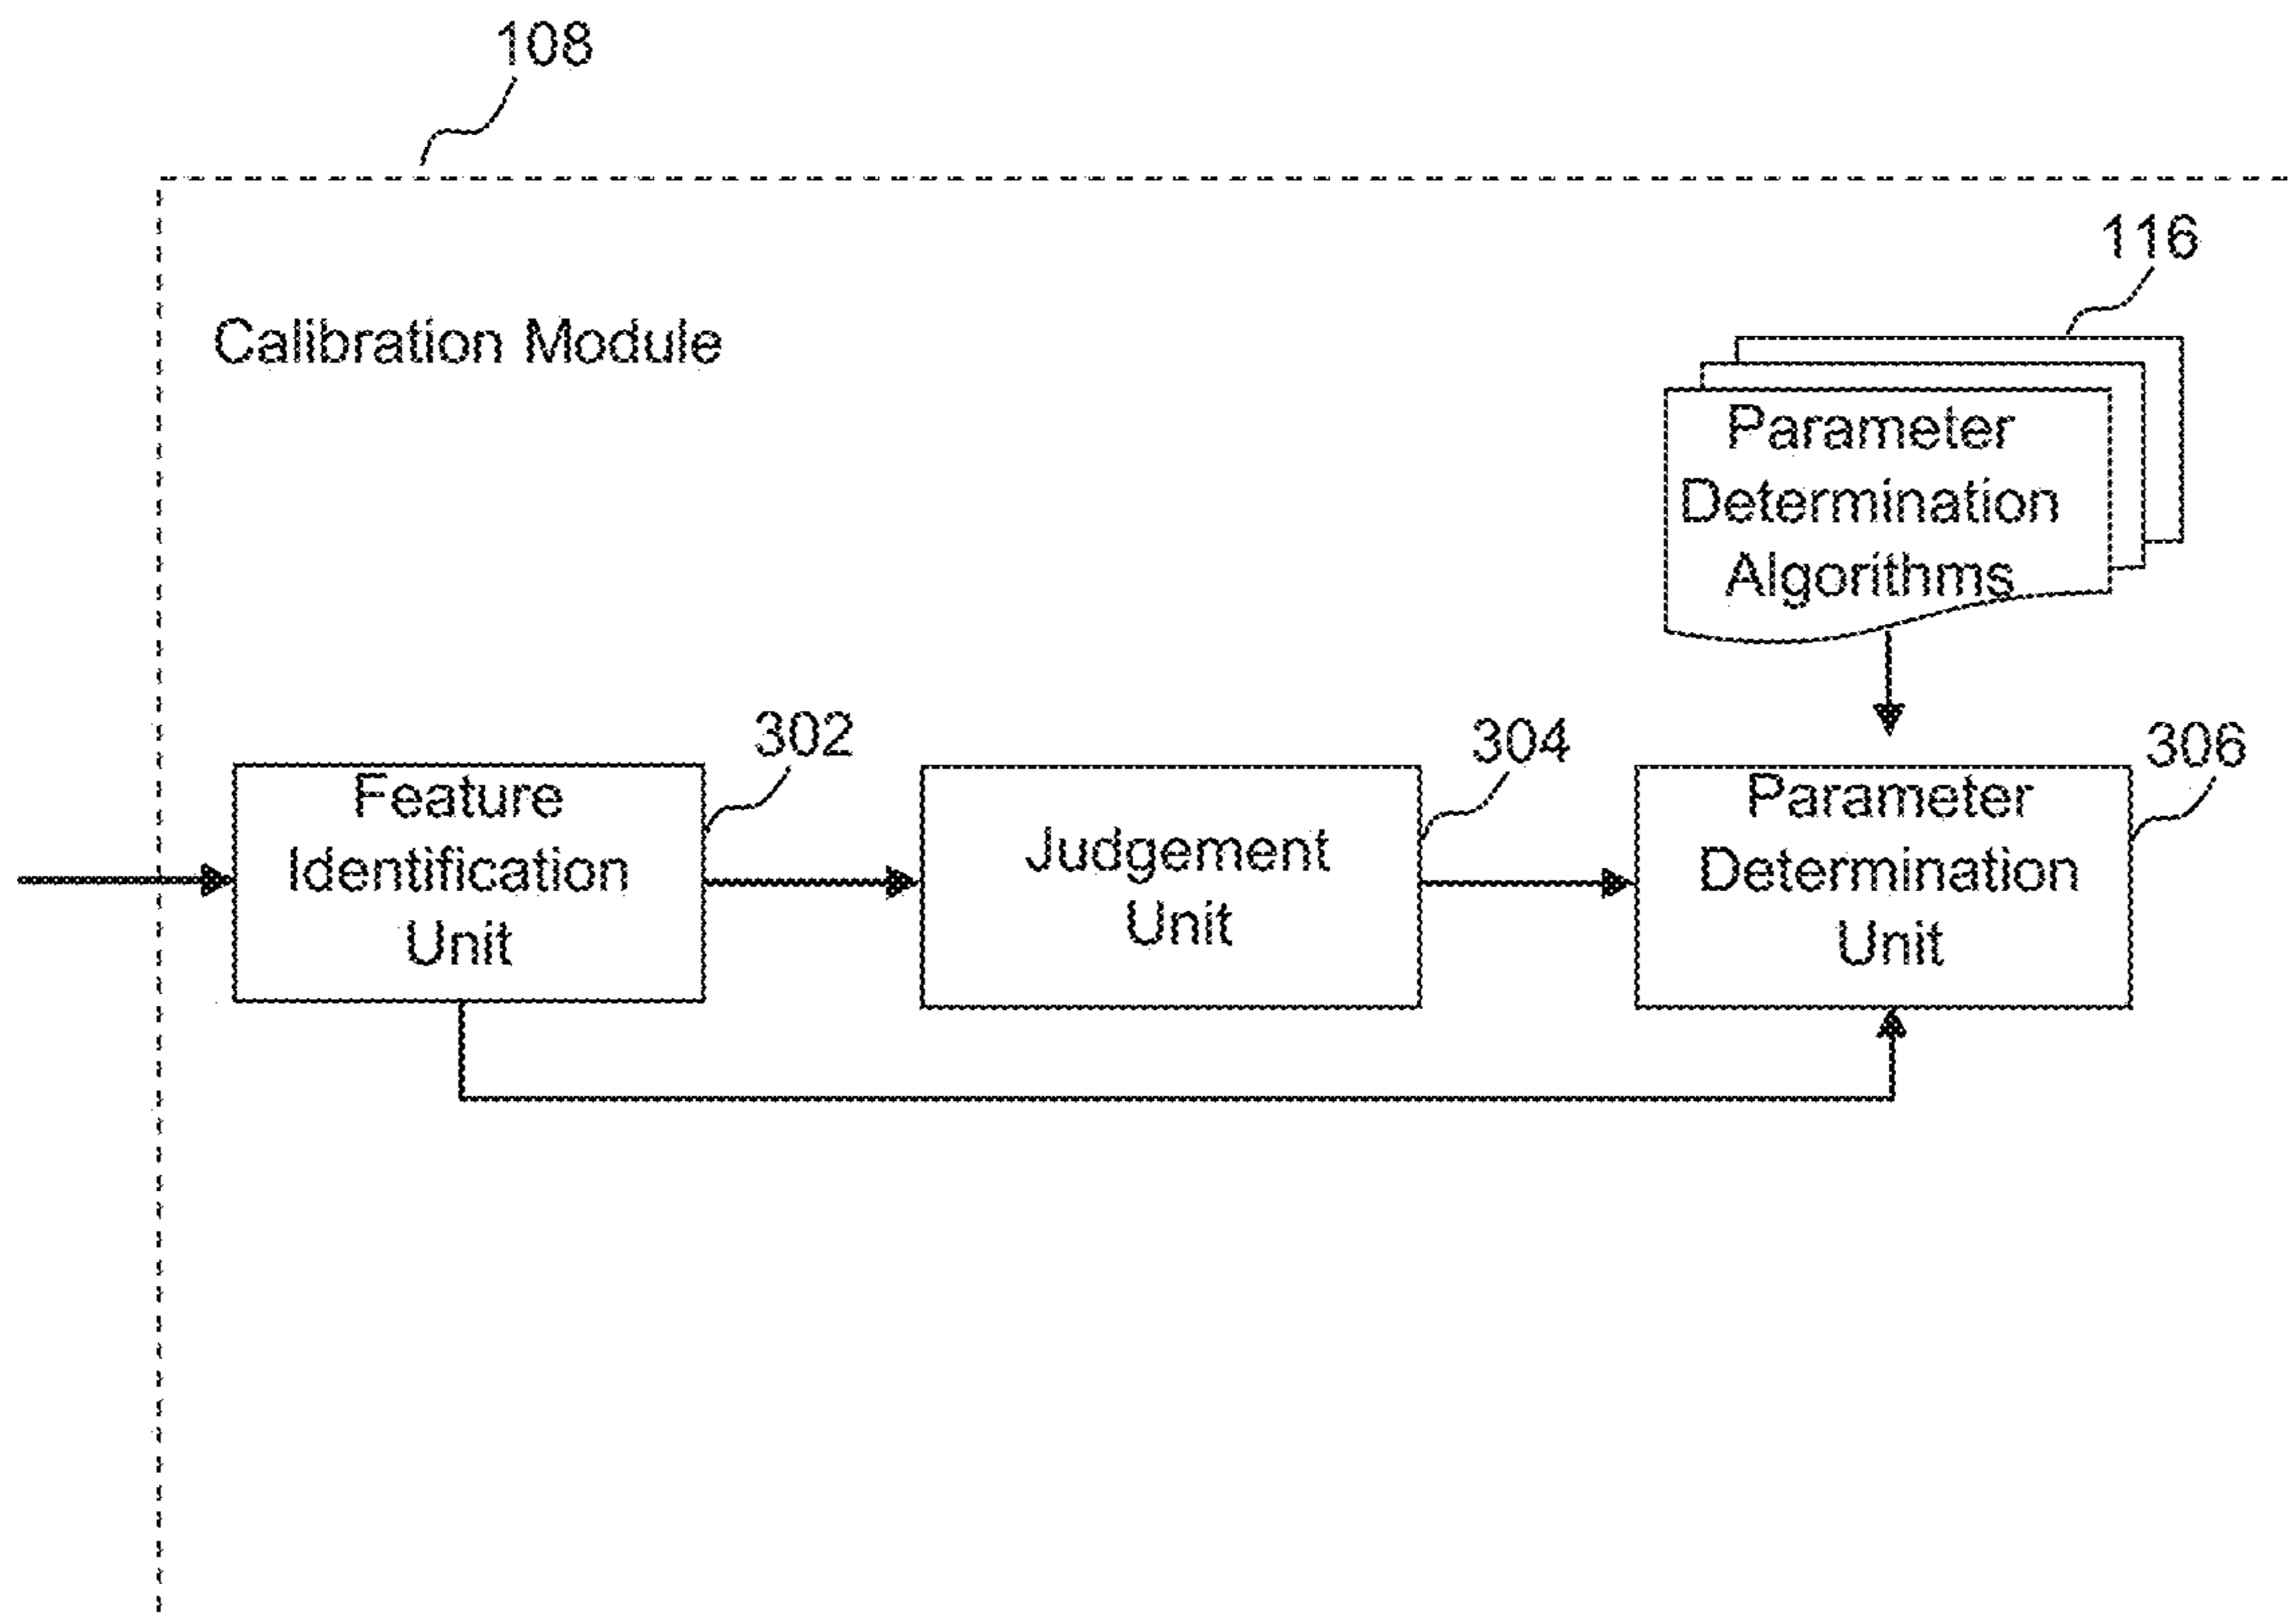 108
116
Calibration Module
Parameter
Determination
Algorithms
302
304
306
Feature
Identification
Unit
Judgement
Unit
Parameter
Determination
Unit